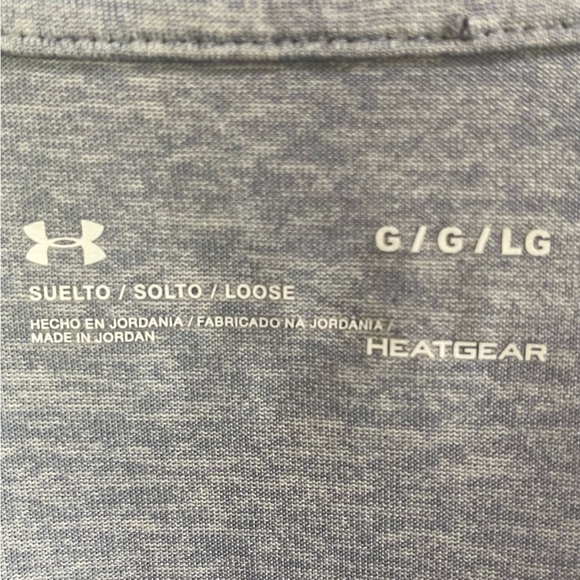 G / G / LG
SUELTO / SOLTO / LOOSE
HECHO EN JORDANIA / FABRICADO NA JORDÂNIA /
MADE IN JORDAN
HEATGEAR